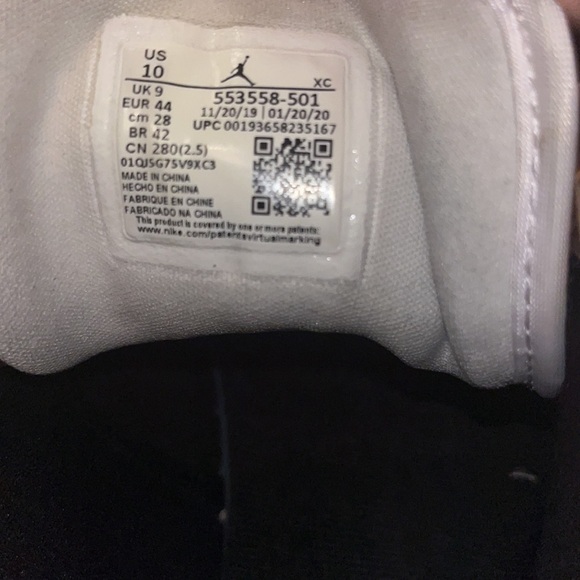 US
10
XC
UK 9
553558-501
EUR 44
11/20/19 | 01/20/20
cm 28
UPC 00193658235167
BR 42
CN 280(2.5)
01QJ5G75V9XC3
MADE IN CHINA
HECHO EN CHINA
FABRIQUE EN CHINE
FABRICADO NA CHINA
This product is covered by one or more patents:
www.nike.com/patentsvirtualmarking